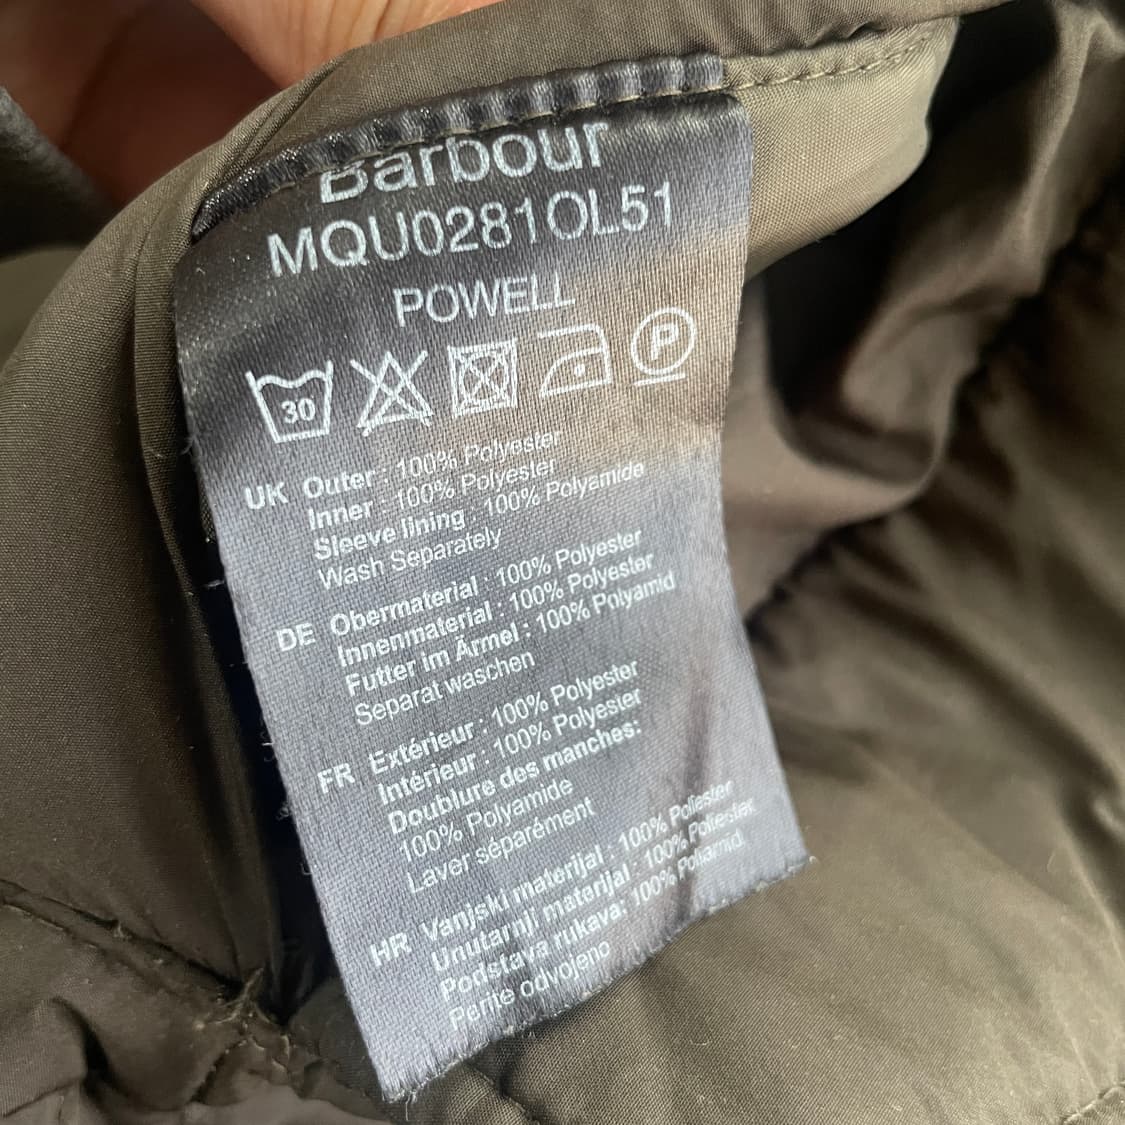 Barbour
MQU0281OL51
POWELL
30 P
UK Outer : 100% Polyester
Inner : 100% Polyester
Sleeve lining : 100% Polyamide
Wash Separately
DE Obermaterial : 100% Polyester
Innenmaterial : 100% Polyester
Futter im Ärmel : 100% Polyamid
Separat waschen
FR Extérieur : 100% Polyester
Intérieur : 100% Polyester
Doublure des manches:
100% Polyamide
Laver séparément
HR Vanjski materijal : 100% Poliester
Unutarnji materijal : 100% Poliester
Podstava rukava: 100% Poliamid
Perite odvojeno